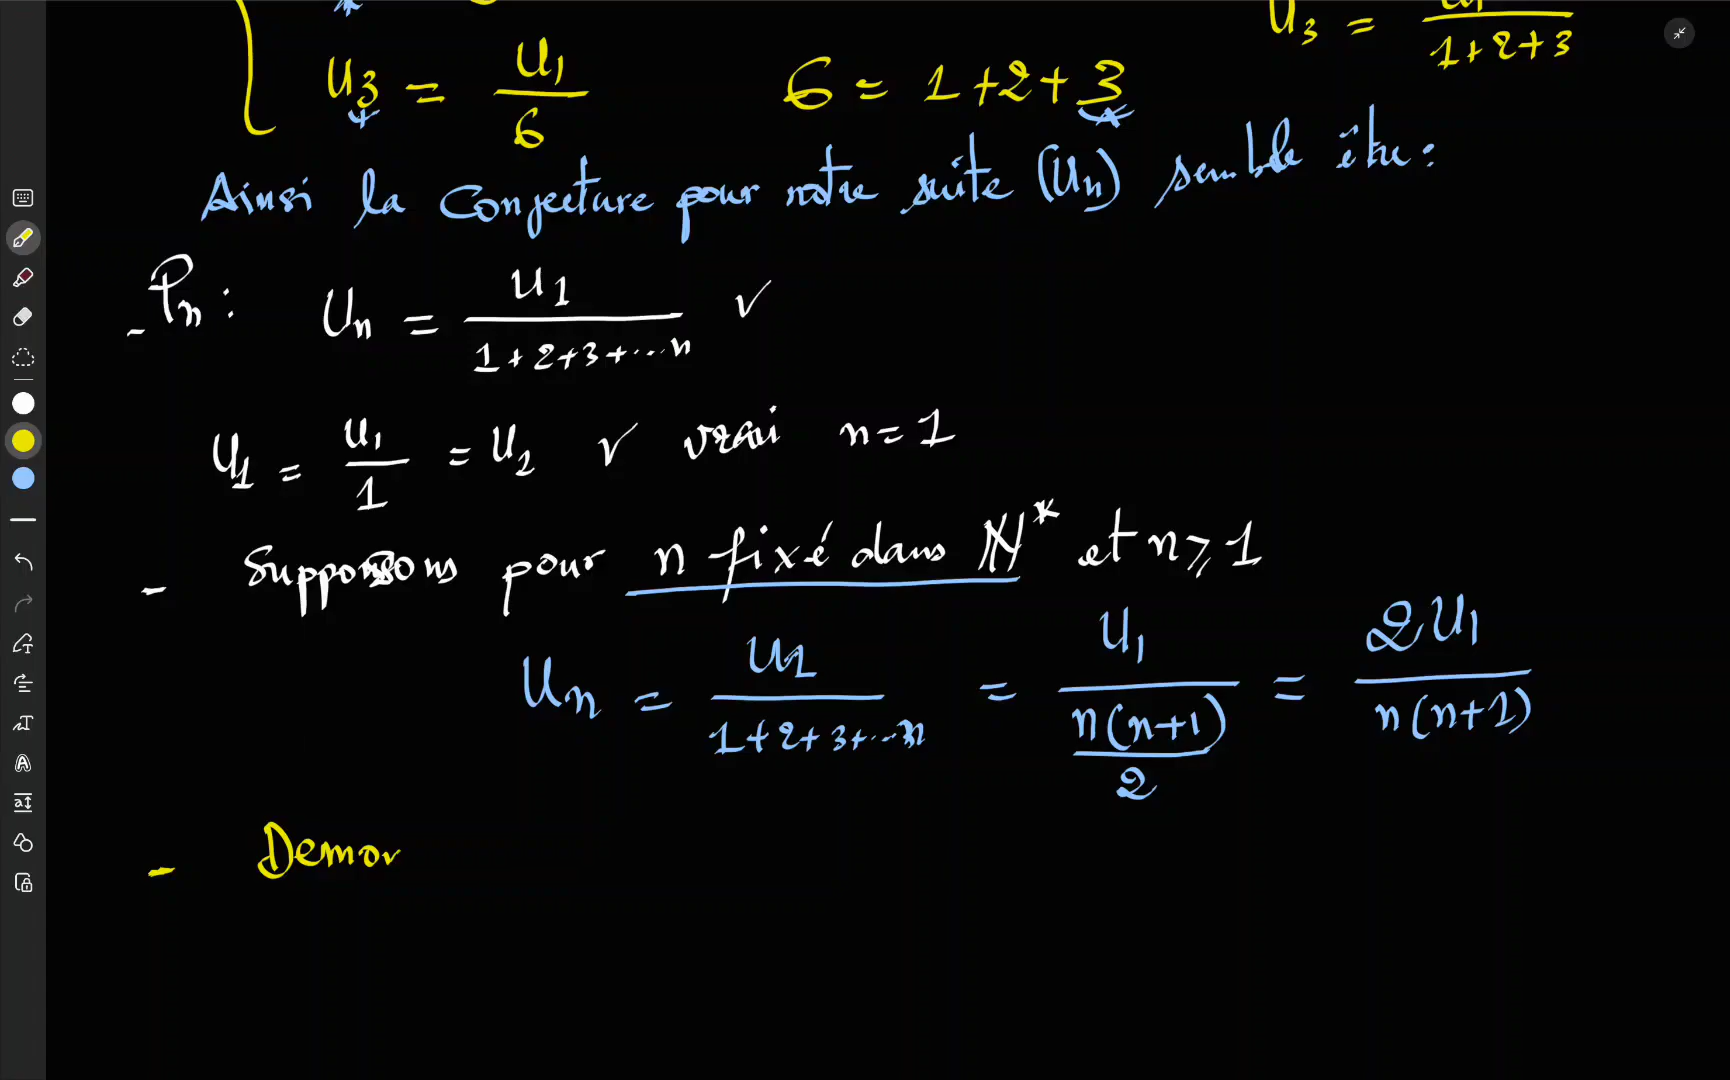 U3 = U1/6    6 = 1+2+3    U3 = U1/(1+2+3)
Ainsi la Conjecture pour notre suite (Un) semble être :
- Pn : Un = U1/(1+2+3+...n) v
U1 = U1/1 = U2 v vrai n = 1
- Supposons pour n fixé dans ℕ* et n ⩾ 1
Un = U1/(1+2+3+...n) = U1/(n(n+1)/2) = 2U1/(n(n+1))
- Demon